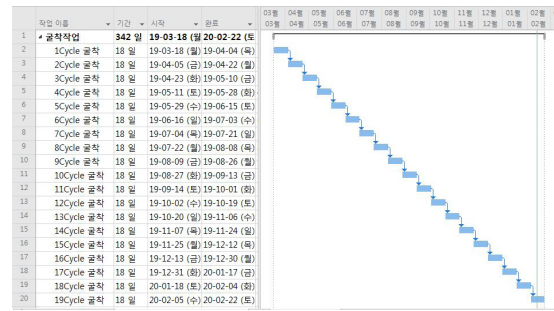 작업 이름 기간 시작 완료
03월 04월 05월 06월 07월 08월 09월 10월 11월 12월 01월 02월
03월 04월 05월 06월 07월 08월 09월 10월 11월 12월 01월 02월
1 굴착작업 342 일 19-03-18 (월 20-02-22 (토
2 1Cycle 굴착 18 일 19-03-18 (월) 19-04-04 (목)
3 2Cycle 굴착 18 일 19-04-05 (금) 19-04-22 (월)
4 3Cycle 굴착 18 일 19-04-23 (화) 19-05-10 (금)
5 4Cycle 굴착 18 일 19-05-11 (토) 19-05-28 (화)
6 5Cycle 굴착 18 일 19-05-29 (수) 19-06-15 (토)
7 6Cycle 굴착 18 일 19-06-16 (일) 19-07-03 (수)
8 7Cycle 굴착 18 일 19-07-04 (목) 19-07-21 (일)
9 8Cycle 굴착 18 일 19-07-22 (월) 19-08-08 (목)
10 9Cycle 굴착 18 일 19-08-09 (금) 19-08-26 (월)
11 10Cycle 굴착 18 일 19-08-27 (화) 19-09-13 (금)
12 11Cycle 굴착 18 일 19-09-14 (토) 19-10-01 (화)
13 12Cycle 굴착 18 일 19-10-02 (수) 19-10-19 (토)
14 13Cycle 굴착 18 일 19-10-20 (일) 19-11-06 (수)
15 14Cycle 굴착 18 일 19-11-07 (목) 19-11-24 (일)
16 15Cycle 굴착 18 일 19-11-25 (월) 19-12-12 (목)
17 16Cycle 굴착 18 일 19-12-13 (금) 19-12-30 (월)
18 17Cycle 굴착 18 일 19-12-31 (화) 20-01-17 (금)
19 18Cycle 굴착 18 일 20-01-18 (토) 20-02-04 (화)
20 19Cycle 굴착 18 일 20-02-05 (수) 20-02-22 (토)